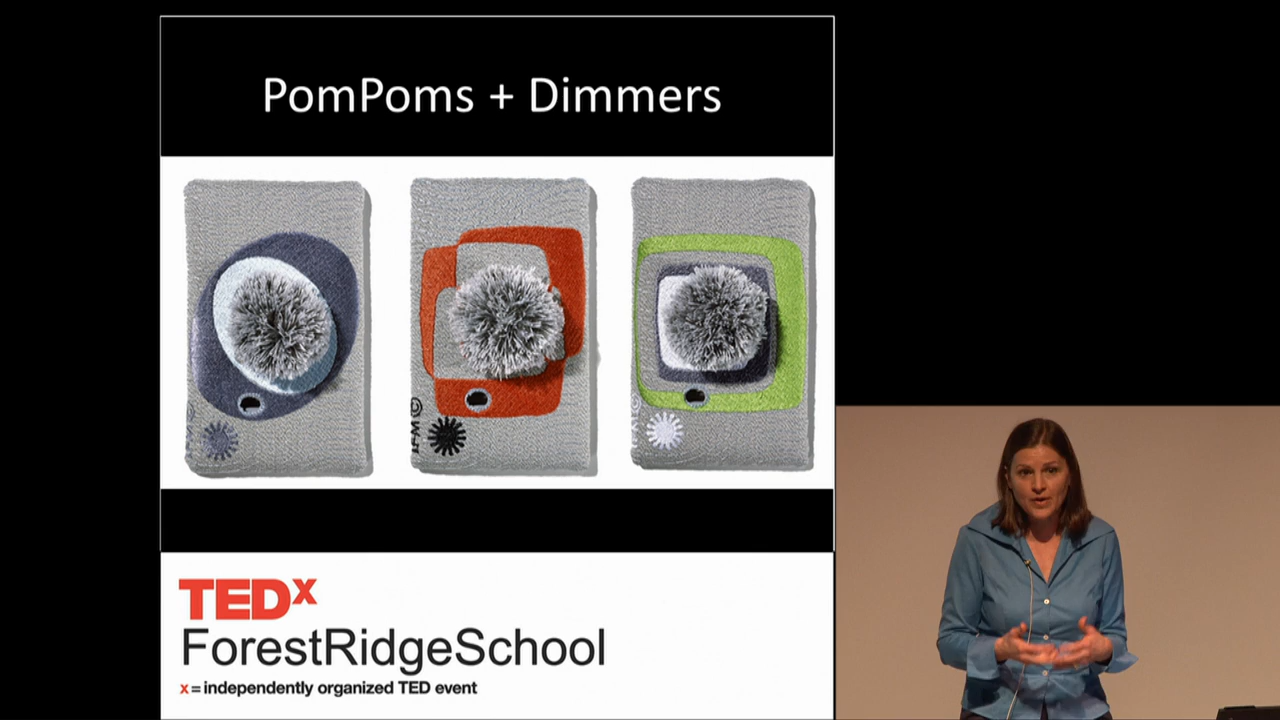 PomPoms + Dimmers
TEDx
ForestRidgeSchool
x = independently organized TED event